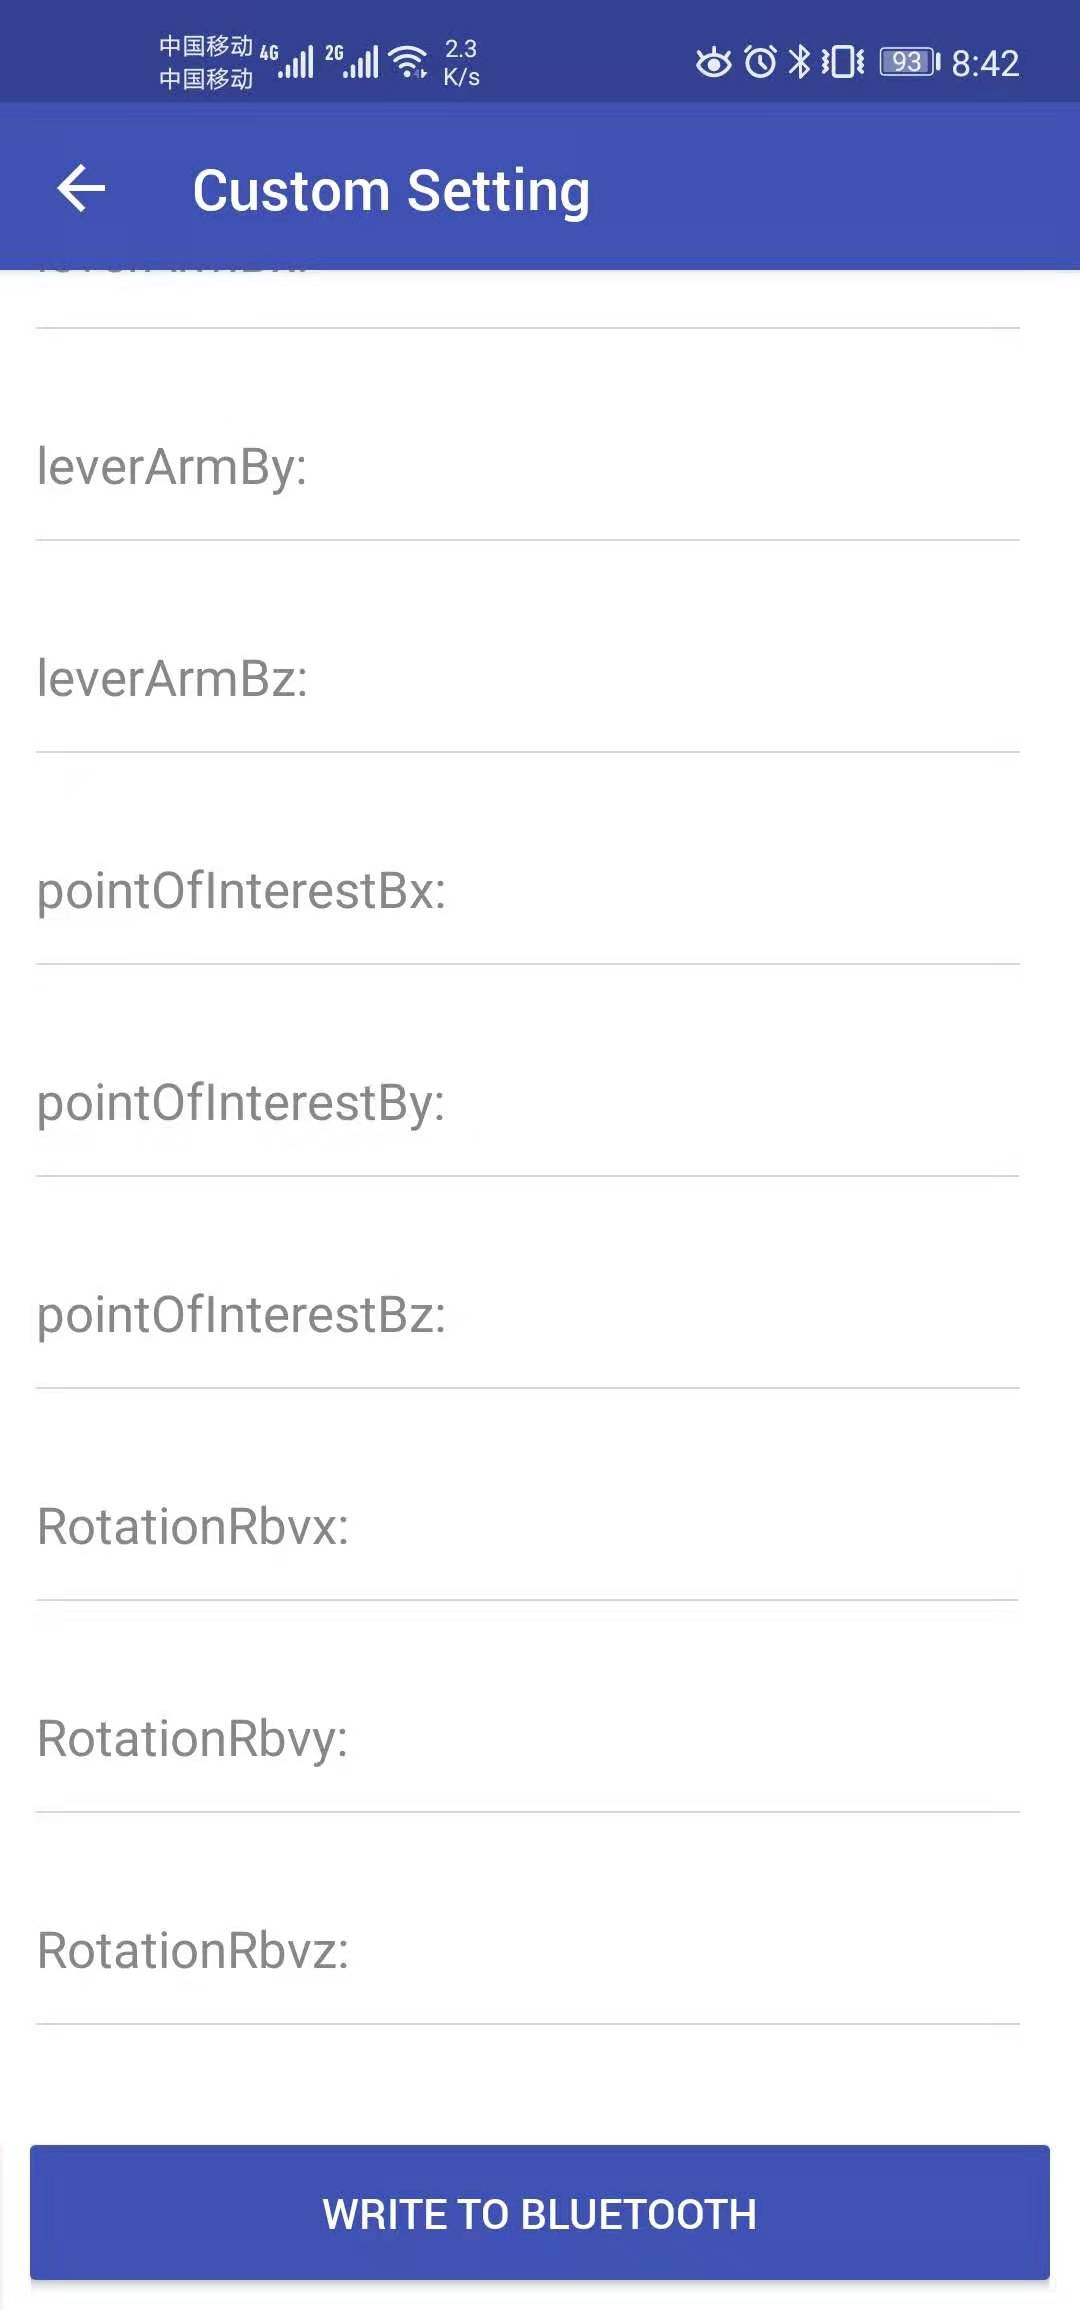 中国移动 4G 2G 2.3 93 8:42
中国移动 K/s
Custom Setting
leverArmBy:
leverArmBz:
pointOfInterestBx:
pointOfInterestBy:
pointOfInterestBz:
RotationRbvx:
RotationRbvy:
RotationRbvz:
WRITE TO BLUETOOTH